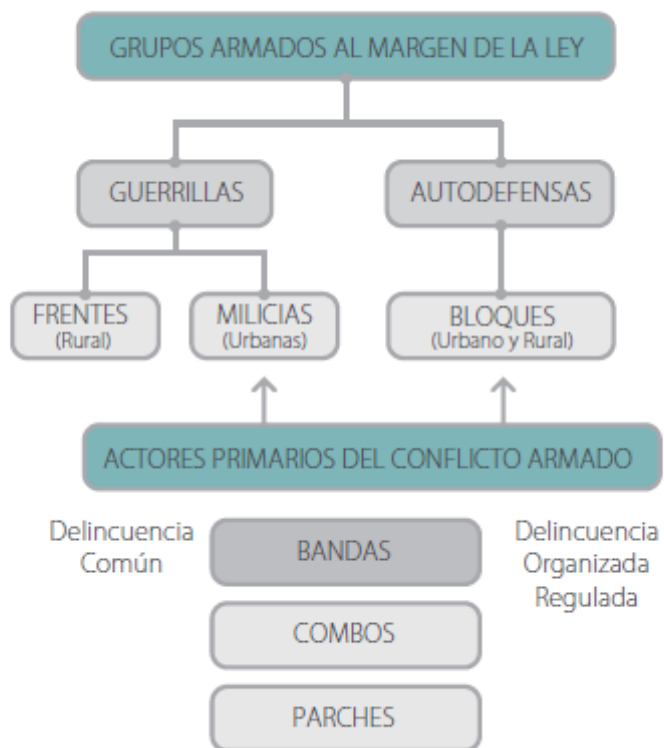 GRUPOS ARMADOS AL MARGEN DE LA LEY
GUERRILLAS
AUTODEFENSAS
FRENTES
(Rural)
MILICIAS
(Urbanas)
BLOQUES
(Urbano y Rural)
ACTORES PRIMARIOS DEL CONFLICTO ARMADO
Delincuencia
Común
BANDAS
Delincuencia
Organizada
Regulada
COMBOS
PARCHES